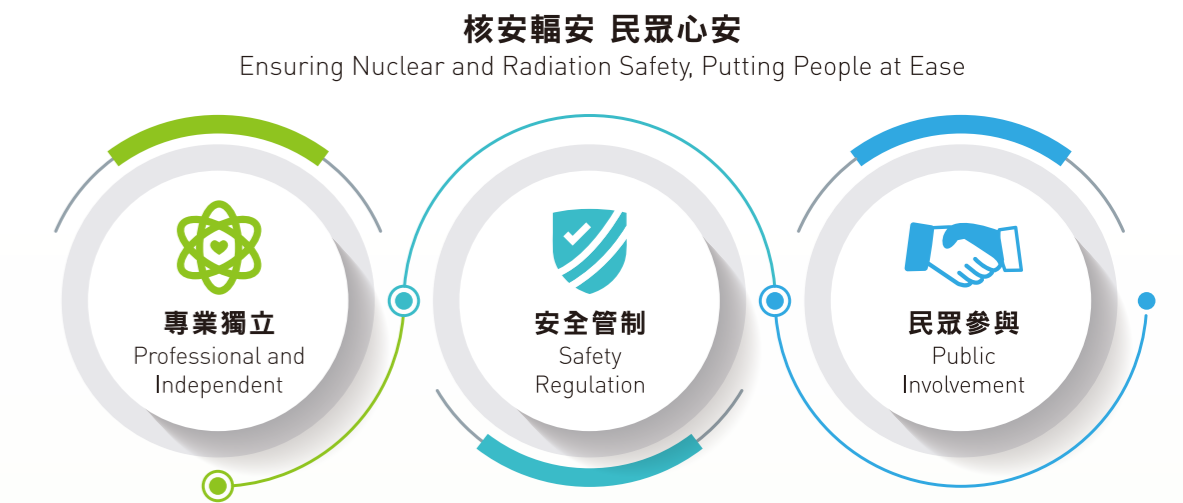 核安輻安 民眾心安
Ensuring Nuclear and Radiation Safety, Putting People at Ease
專業獨立
Professional and
Independent
安全管制
Safety
Regulation
民眾參與
Public
Involvement